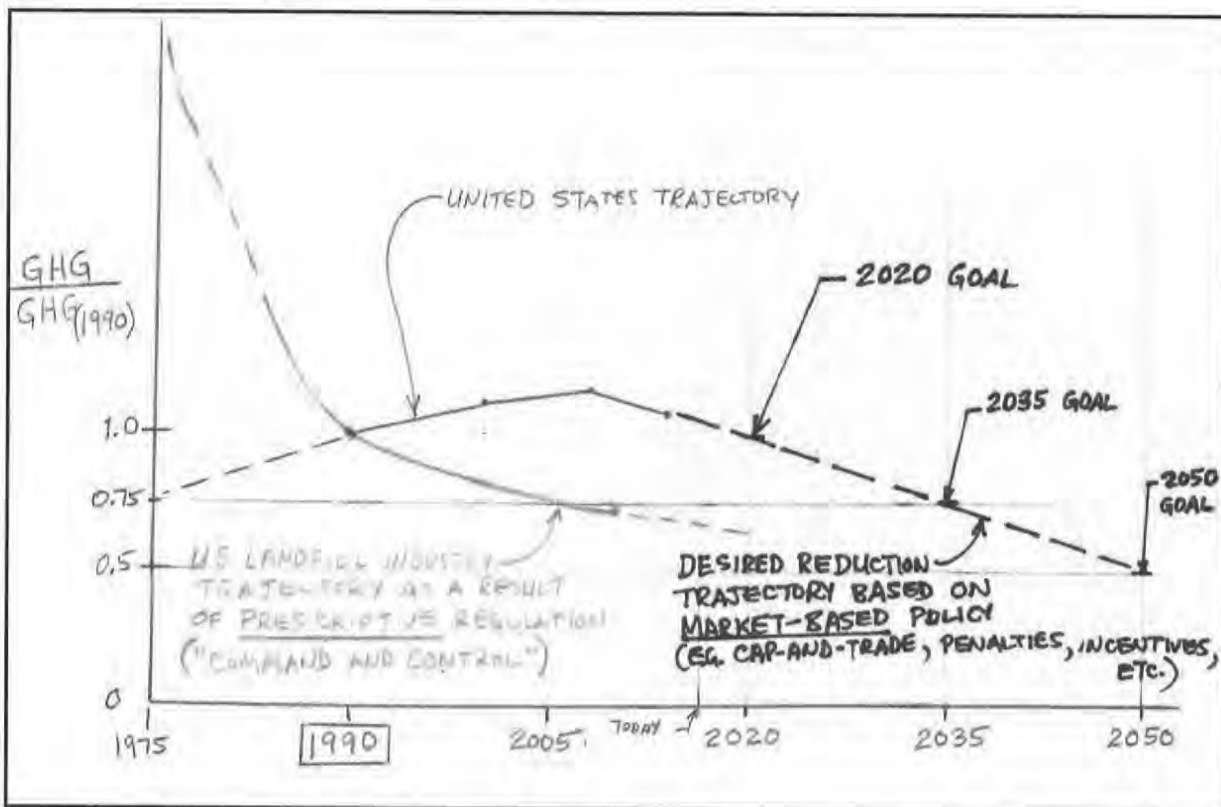 UNITED STATES TRAJECTORY
GHG
GHG(1990)
2020 GOAL
2035 GOAL
2050
GOAL
1.0
0.75
0.5
0
US LANDFILL INDUSTRY
TRAJECTORY AS A RESULT
OF PRESCRIPTIVE REGULATION
("COMMAND AND CONTROL")
DESIRED REDUCTION
TRAJECTORY BASED ON
MARKET-BASED POLICY
(EG. CAP-AND-TRADE, PENALTIES, INCENTIVES,
ETC.)
1975
1990
2005
TODAY
2020
2035
2050